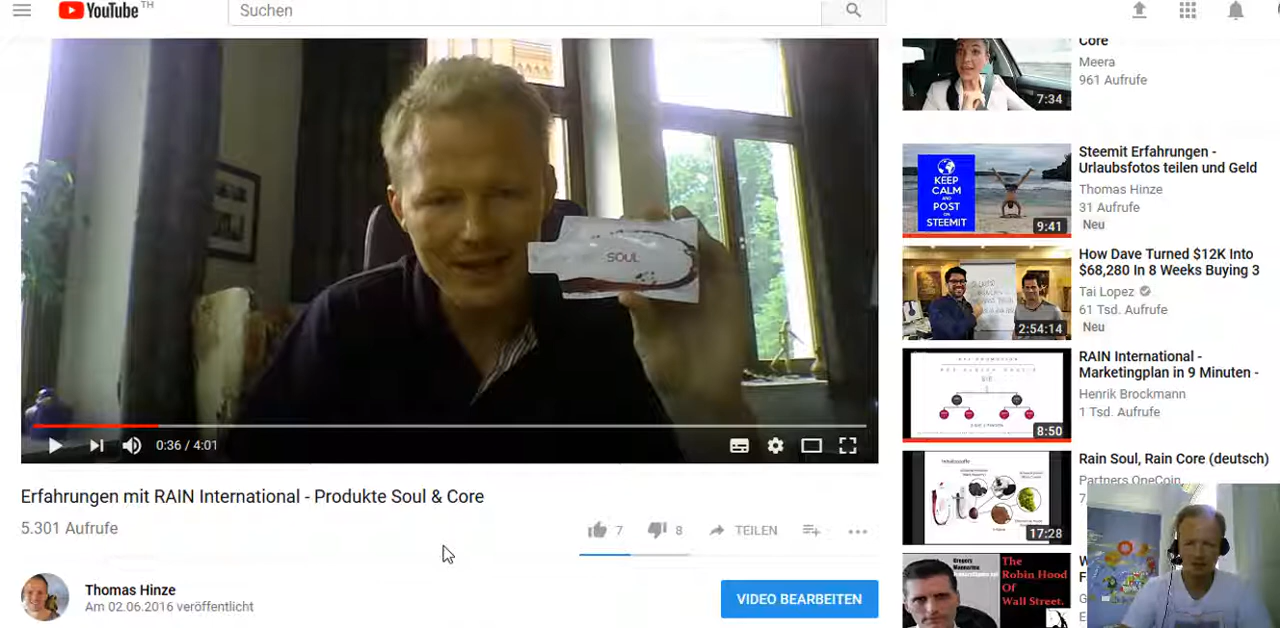 YouTube TH
Suchen
SOUL
0:36 / 4:01
Erfahrungen mit RAIN International - Produkte Soul & Core
5.301 Aufrufe
7
8
TEILEN
Thomas Hinze
Am 02.06.2016 veröffentlicht
VIDEO BEARBEITEN
Core
Meera
961 Aufrufe
7:34
KEEP
CALM
AND
POST
ON
STEEMIT
9:41
Steemit Erfahrungen -
Urlaubsfotos teilen und Geld
Thomas Hinze
31 Aufrufe
Neu
2:54:14
How Dave Turned $12K Into
$68,280 In 8 Weeks Buying 3
Tai Lopez
61 Tsd. Aufrufe
Neu
8:50
RAIN International -
Marketingplan in 9 Minuten -
Henrik Brockmann
1 Tsd. Aufrufe
17:28
Rain Soul, Rain Core (deutsch)
Partners OneCoin
7
Gregory
Mannarino
The
Robin Hood
Of
Wall Street.